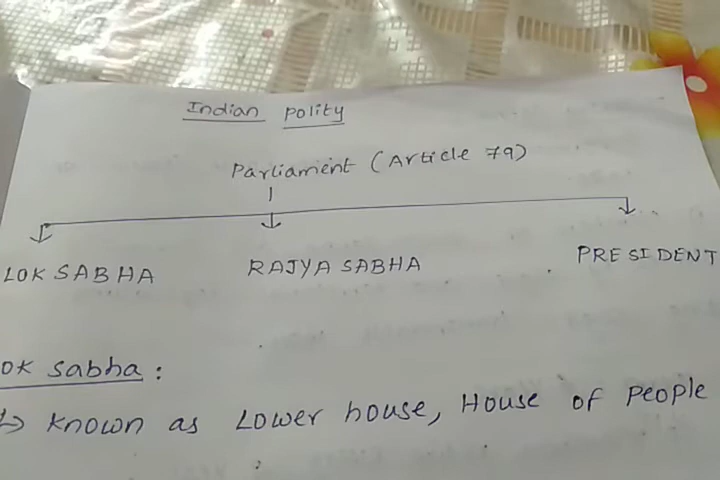 Indian Polity
Parliament (Article 79)
LOK SABHA RAJYA SABHA PRESIDENT
OK Sabha :
Known as Lower house, House of People